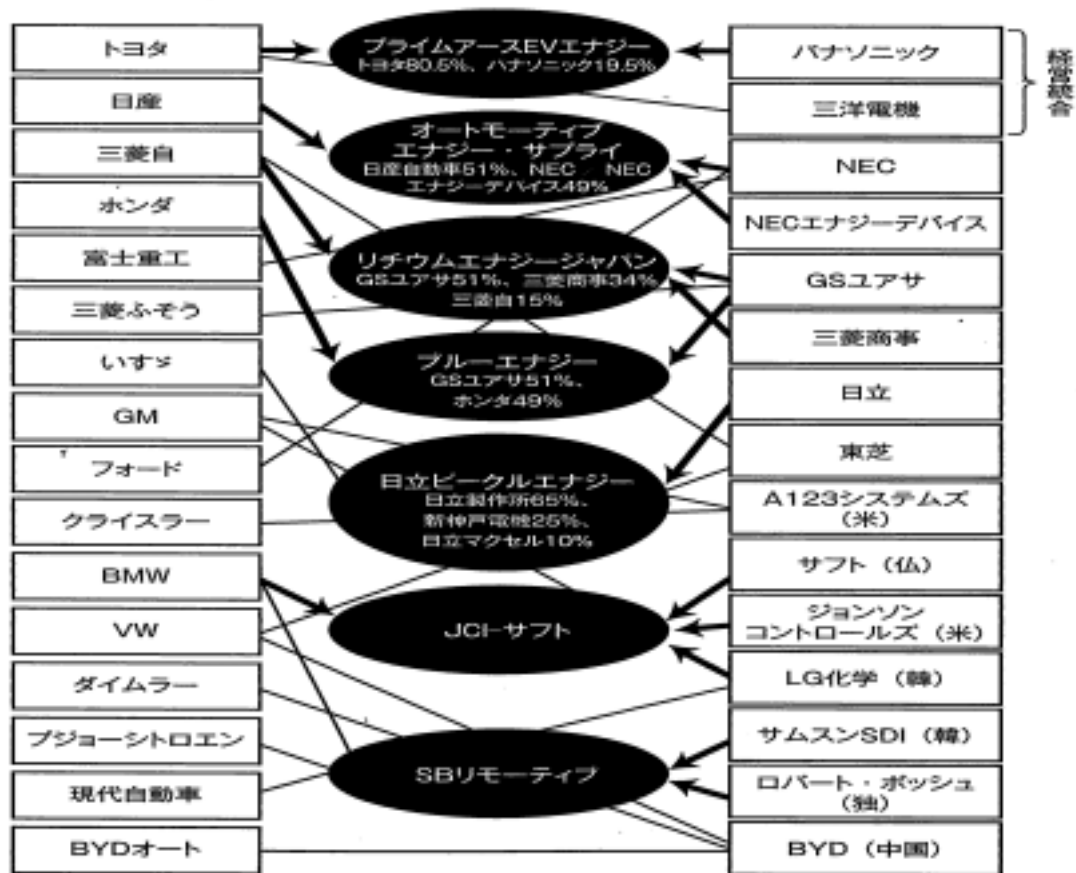 トヨタ
日産
三菱自
ホンダ
富士重工
三菱ふそう
いすゞ
GM
フォード
クライスラー
BMW
VW
ダイムラー
プジョーシトロエン
現代自動車
BYDオート
プライムアースEVエナジー
トヨタ80.5%、パナソニック19.5%
オートモーティブ
エナジー・サプライ
日産自動車51%、NEC/NEC
エナジーデバイス49%
リチウムエナジージャパン
GSユアサ51%、三菱商事34%
三菱自15%
ブルーエナジー
GSユアサ51%、
ホンダ49%
日立ビークルエナジー
日立製作所65%、
新神戸電機25%、
日立マクセル10%
JCI-サフト
SBリモーティブ
パナソニック
三洋電機
経営統合
NEC
NECエナジーデバイス
GSユアサ
三菱商事
日立
東芝
A123システムズ
(米)
サフト(仏)
ジョンソン
コントロールズ(米)
LG化学(韓)
サムスンSDI(韓)
ロバート・ボッシュ
(独)
BYD(中国)